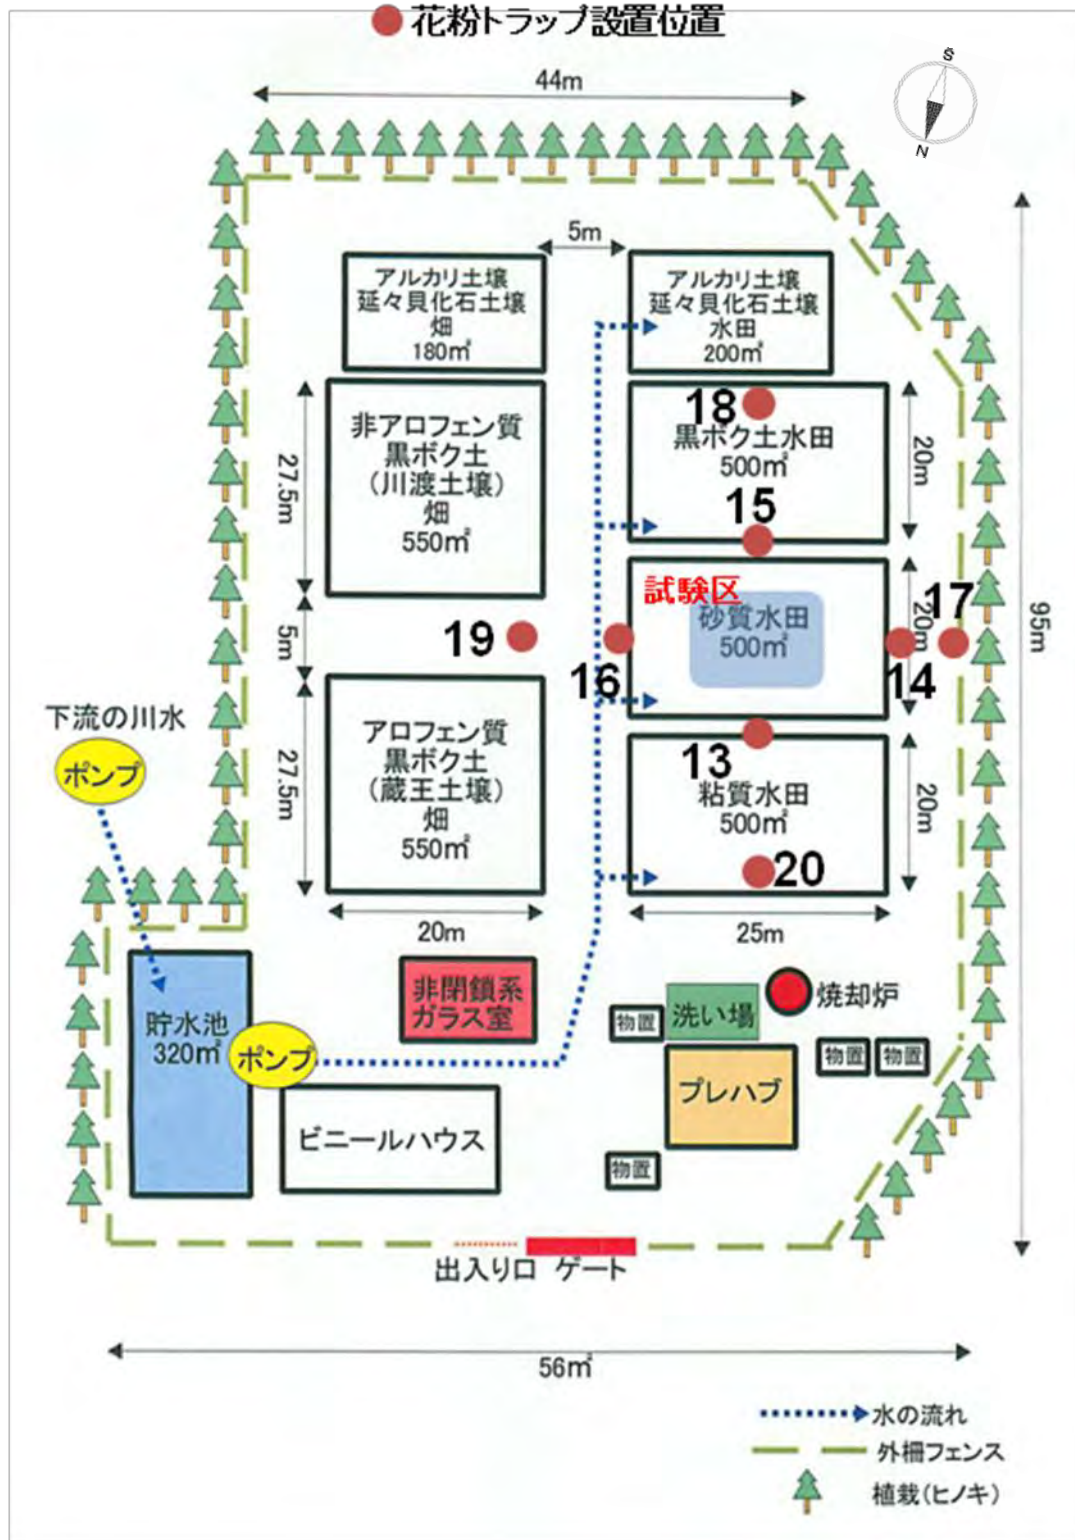 花粉トラップ設置位置
44m
S
N
5m
アルカリ土壌
延々貝化石土壌
畑
180㎡
アルカリ土壌
延々貝化石土壌
水田
200㎡
非アロフェン質
黒ボク土
（川渡土壌）
畑
550㎡
27.5m
18
黒ボク土水田
500㎡
20m
15
試験区
砂質水田
500㎡
20m
17
95m
5m
19
16
14
下流の川水
ポンプ
アロフェン質
黒ボク土
（蔵王土壌）
畑
550㎡
27.5m
13
粘質水田
500㎡
20m
20
20m
25m
貯水池
320㎡
ポンプ
非閉鎖系
ガラス室
物置
洗い場
焼却炉
物置
物置
プレハブ
ビニールハウス
物置
出入り口 ゲート
56㎡
水の流れ
外柵フェンス
植栽（ヒノキ）